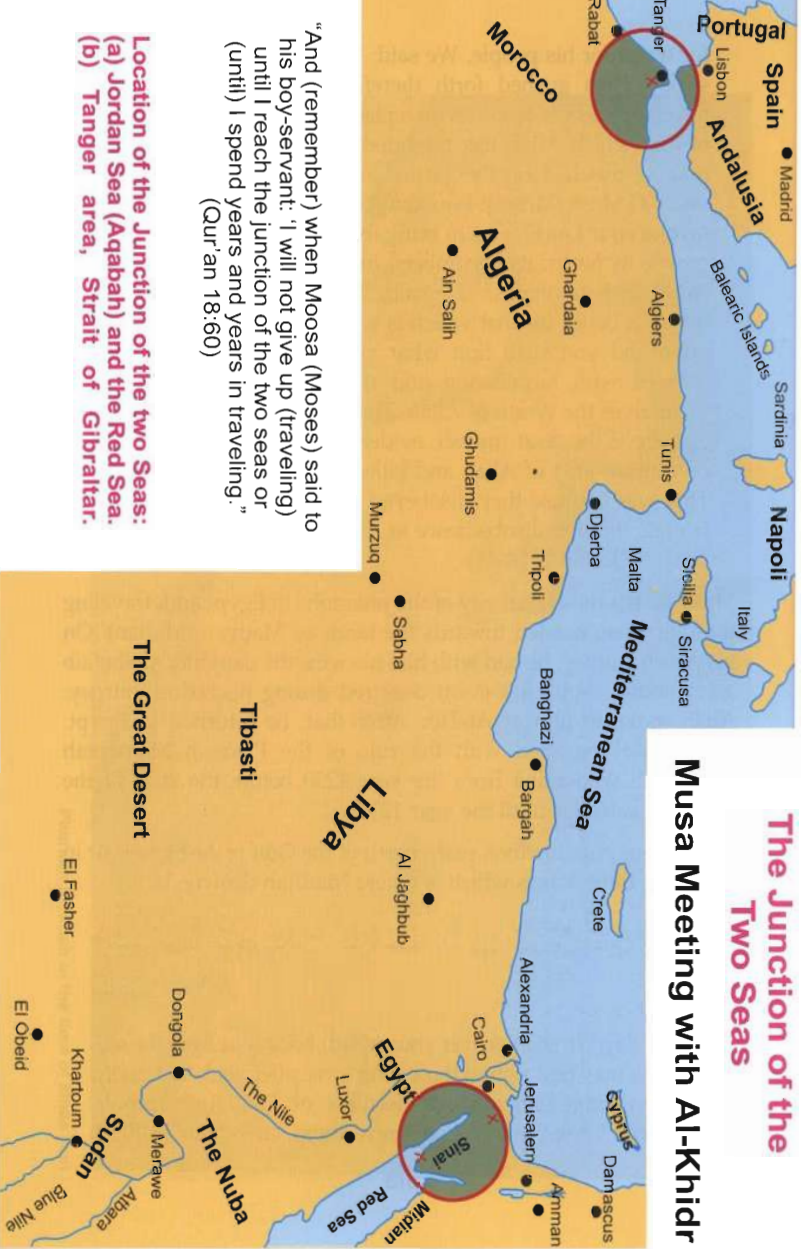 The Junction of the
Two Seas
Musa Meeting with Al-Khidr
Portugal
Lisbon
Spain
Madrid
Andalusia
Tanger
Rabat
Morocco
Balearic Islands
Sardinia
Napoli
Italy
Sicilia
Siracusa
Malta
Mediterranean Sea
Crete
Cyprus
Algiers
Tunis
Djerba
Tripoli
Ghardaia
Algeria
Ain Salih
Ghudamis
Murzuq
Sabha
Banghazi
Bargah
Libya
Tibasti
The Great Desert
Al Jaghbub
Alexandria
Cairo
Jerusalem
Damascus
Amman
Egypt
Sinai
Midian
Red Sea
Luxor
The Nile
The Nuba
Dongola
Merawe
Sudan
Khartoum
Atbara
Blue Nile
El Fasher
El Obeid
“And (remember) when Moosa (Moses) said to
his boy-servant: ‘I will not give up (traveling)
until I reach the junction of the two seas or
(until) I spend years and years in traveling.”
(Qur’an 18:60)
Location of the Junction of the two Seas:
(a) Jordan Sea (Aqabah) and the Red Sea.
(b) Tanger area, Strait of Gibraltar.